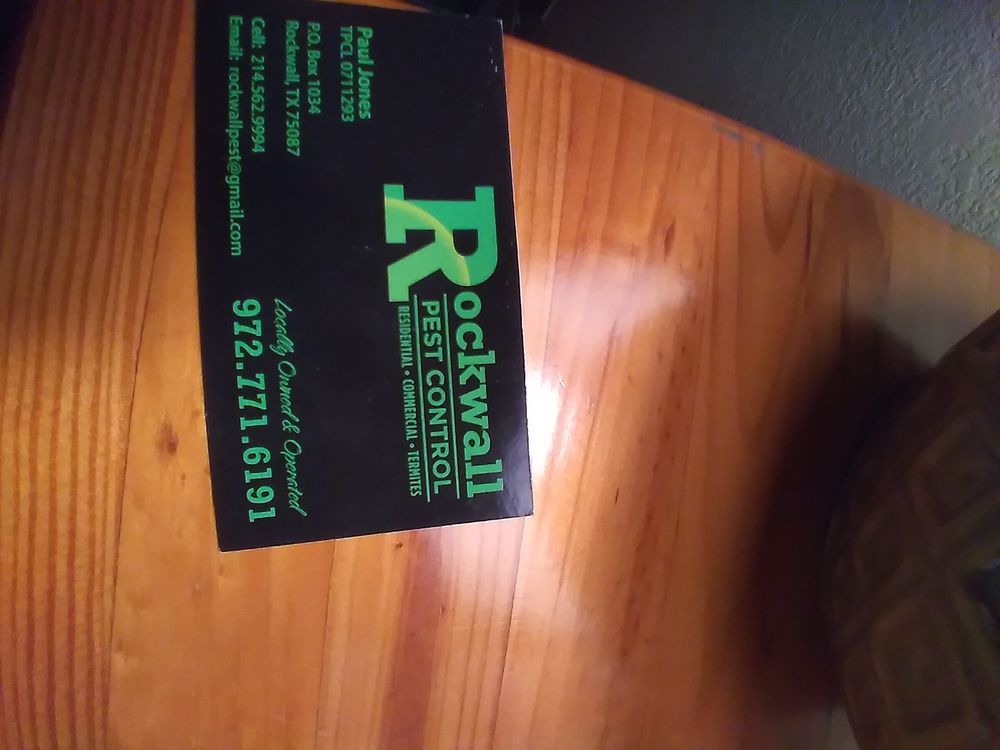 Rockwall
PEST CONTROL
RESIDENTIAL • COMMERCIAL • TERMITES
Paul Jones
TPCL 0711293
P.O. Box 1034
Rockwall, TX 75087
Cell: 214.562.9994
Email: rockwallpest@gmail.com
Locally Owned & Operated
972.771.6191